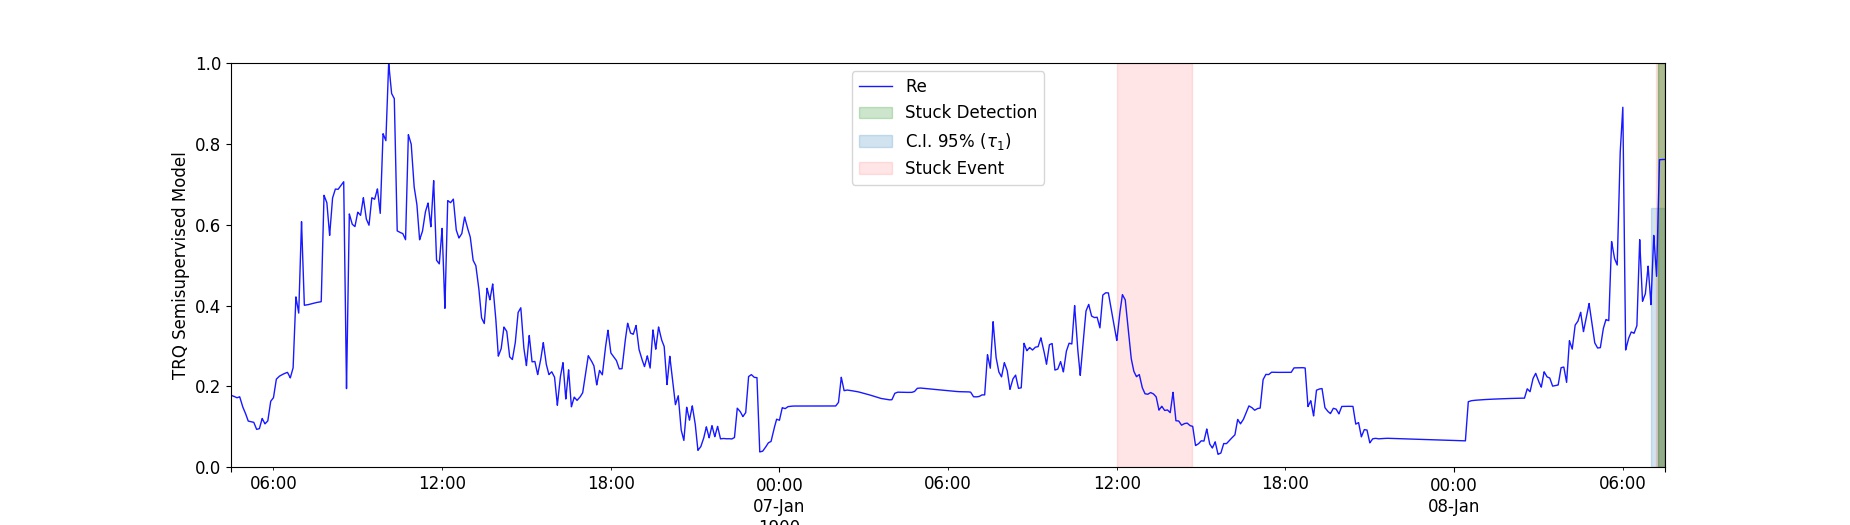 TRQ Semisupervised Model
1.0
0.8
0.6
0.4
0.2
0.0
Re
Stuck Detection
C.I. 95% (τ₁)
Stuck Event
06:00 12:00 18:00 00:00 06:00 12:00 18:00 00:00 06:00
07-Jan 08-Jan
1900